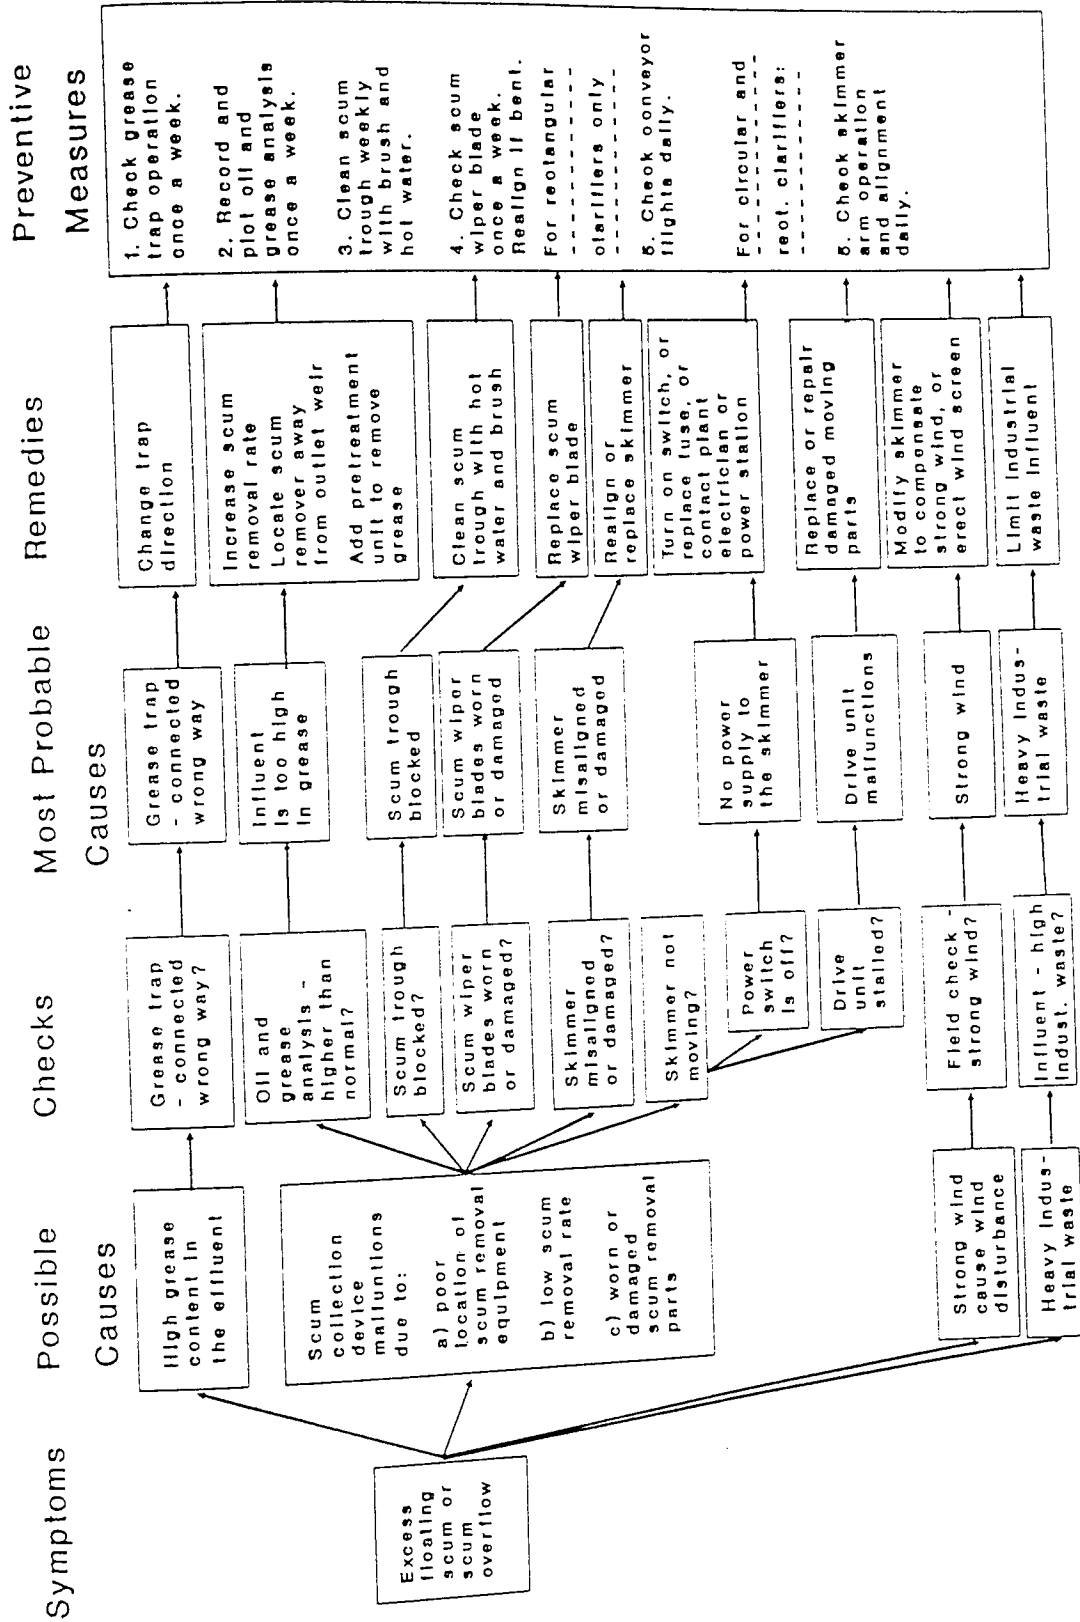 Symptoms
Possible
Causes
Checks
Most Probable
Causes
Remedies
Preventive
Measures
Excess
floating
scum or
scum
overflow
High grease
content in
the effluent
Scum
collection
device
malfuntions
due to:
a) poor
location of
scum removal
equipment
b) low scum
removal rate
c) worn or
damaged
scum removal
parts
Strong wind
cause wind
disturbance
Heavy Indus-
trial waste
Grease trap
- connected
wrong way?
Oil and
grease
analysis -
higher than
normal?
Scum trough
blocked?
Scum wiper
blades worn
or damaged?
Skimmer
misaligned
or damaged?
Skimmer not
moving?
Power
switch
is off?
Drive
unit
stalled?
Field check -
strong wind?
Influent - high
Indust. waste?
Grease trap
- connected
wrong way
Influent
is too high
in grease
Scum trough
blocked
Scum wiper
blades worn
or damaged
Skimmer
misaligned
or damaged
No power
supply to
the skimmer
Drive unit
malfunctions
Strong wind
Heavy Indus-
trial waste
Change trap
direction
Increase scum
removal rate
Locate scum
remover away
from outlet weir
Add pretreatment
unit to remove
grease
Clean scum
trough with hot
water and brush
Replace scum
wiper blade
Realign or
replace skimmer
Turn on switch, or
replace fuse, or
contact plant
electrician or
power station
Replace or repair
damaged moving
parts
Modify skimmer
to compensate
strong wind, or
erect wind screen
Limit Industrial
waste Influent
1. Check grease
trap operation
once a week.
2. Record and
plot oil and
grease analysis
once a week.
3. Clean scum
trough weekly
with brush and
hot water.
4. Check scum
wiper blade
once a week.
Realign if bent.
For rectangular
-----------
clarifiers only
-----------
5. Check conveyor
flights daily.
For circular and
-----------
rect. clarifiers:
-----------
5. Check skimmer
arm operation
and alignment
daily.